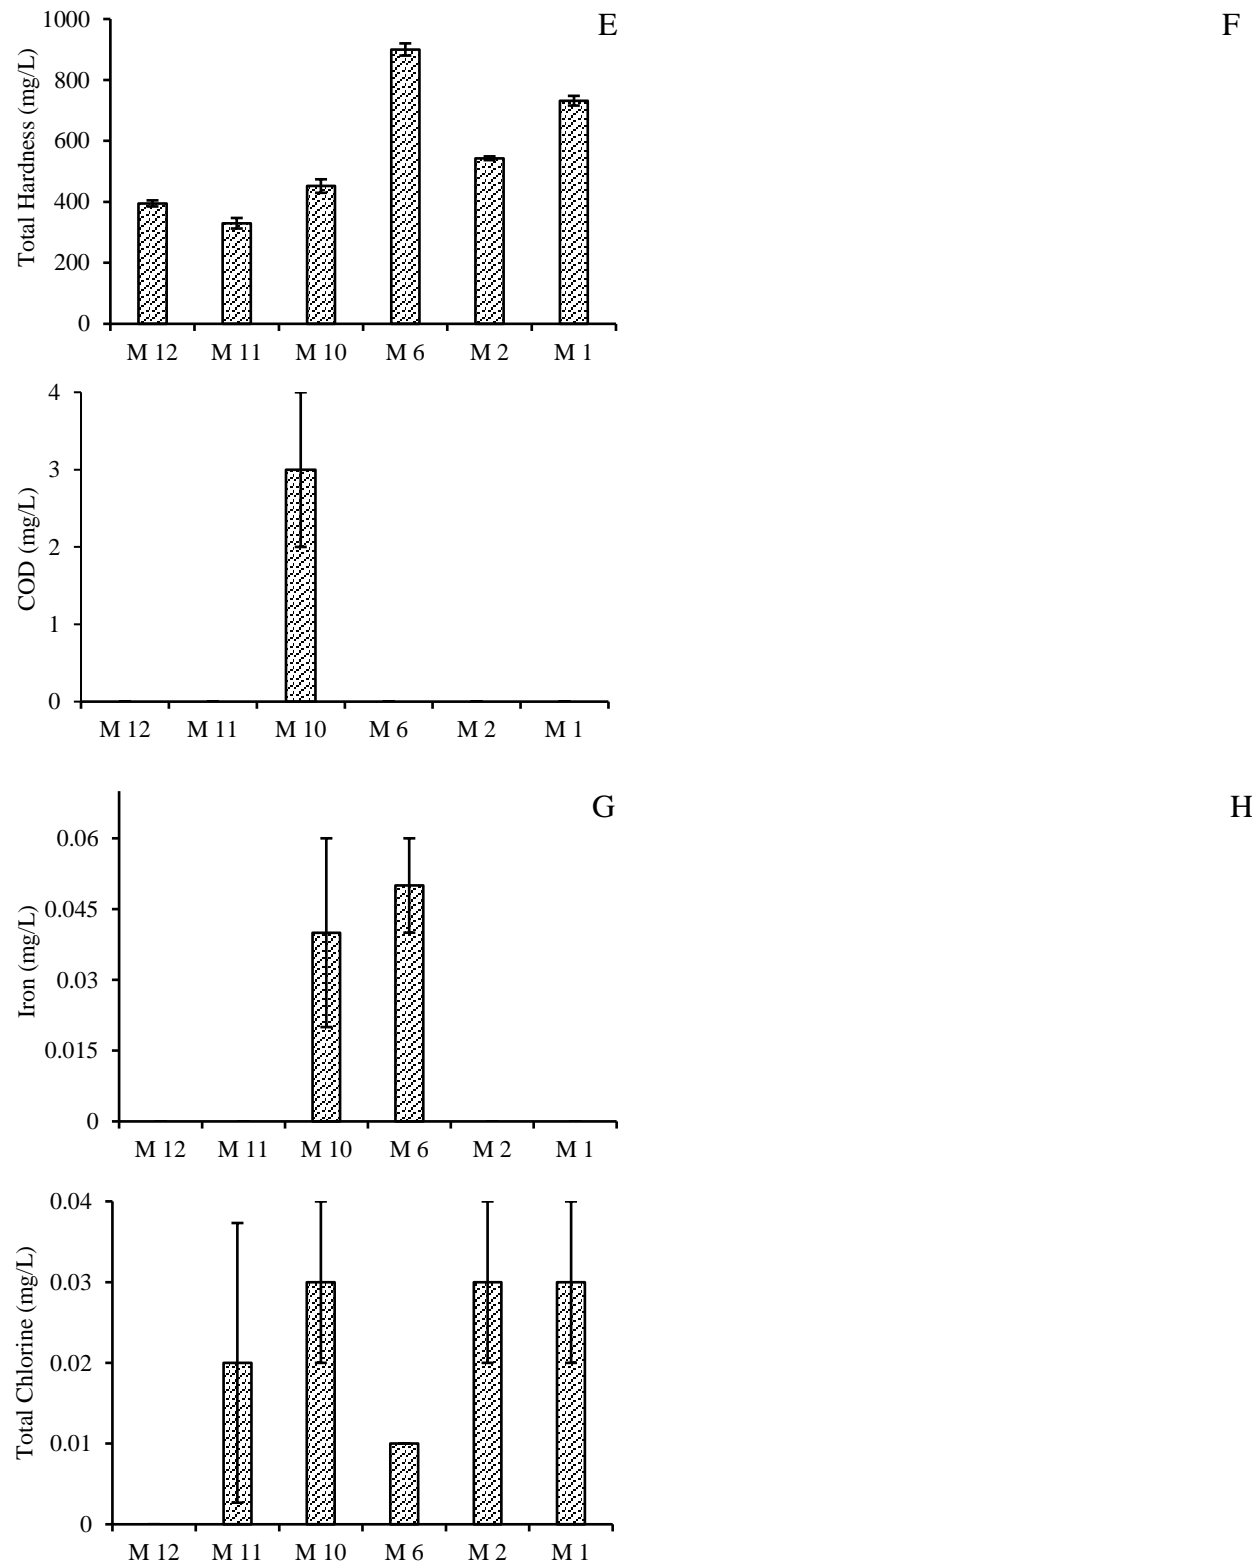 E
F
Total Hardness (mg/L)
1000
800
600
400
200
0
M 12 M 11 M 10 M 6 M 2 M 1
COD (mg/L)
4
3
2
1
0
M 12 M 11 M 10 M 6 M 2 M 1
G
H
Iron (mg/L)
0.06
0.045
0.03
0.015
0
M 12 M 11 M 10 M 6 M 2 M 1
Total Chlorine (mg/L)
0.04
0.03
0.02
0.01
0
M 12 M 11 M 10 M 6 M 2 M 1